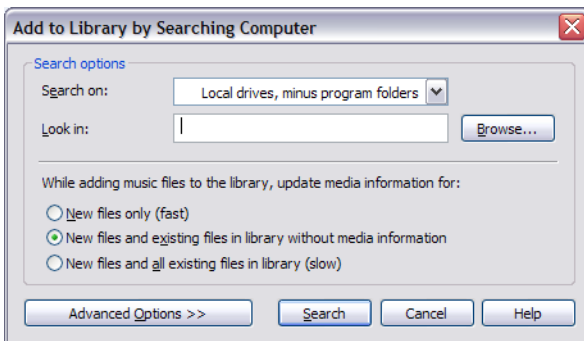 Add to Library by Searching Computer
Search options
Search on: Local drives, minus program folders
Look in: Browse...
While adding music files to the library, update media information for:
New files only (fast)
New files and existing files in library without media information
New files and all existing files in library (slow)
Advanced Options >> Search Cancel Help